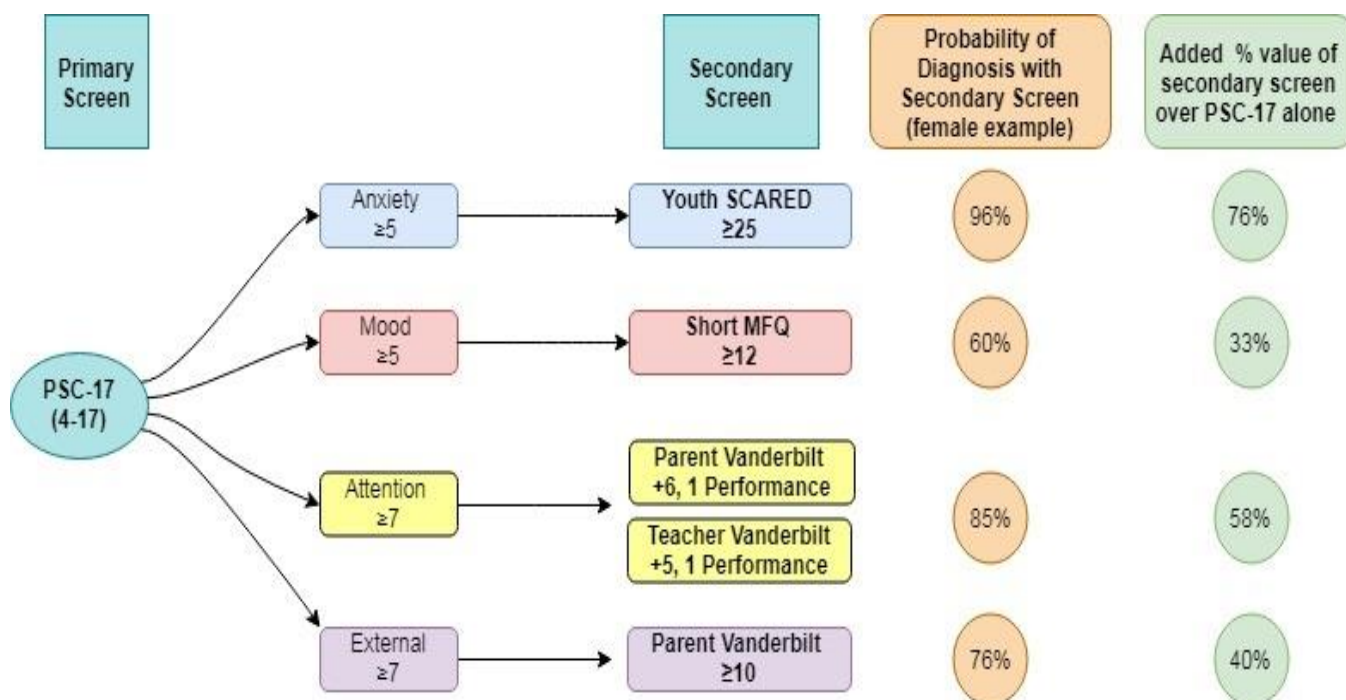 Primary
Screen
Secondary
Screen
Probability of
Diagnosis with
Secondary Screen
(female example)
Added % value of
secondary screen
over PSC-17 alone
PSC-17
(4-17)
Anxiety
≥5
Youth SCARED
≥25
96%
76%
Mood
≥5
Short MFQ
≥12
60%
33%
Attention
≥7
Parent Vanderbilt
+6, 1 Performance
Teacher Vanderbilt
+5, 1 Performance
85%
58%
External
≥7
Parent Vanderbilt
≥10
76%
40%